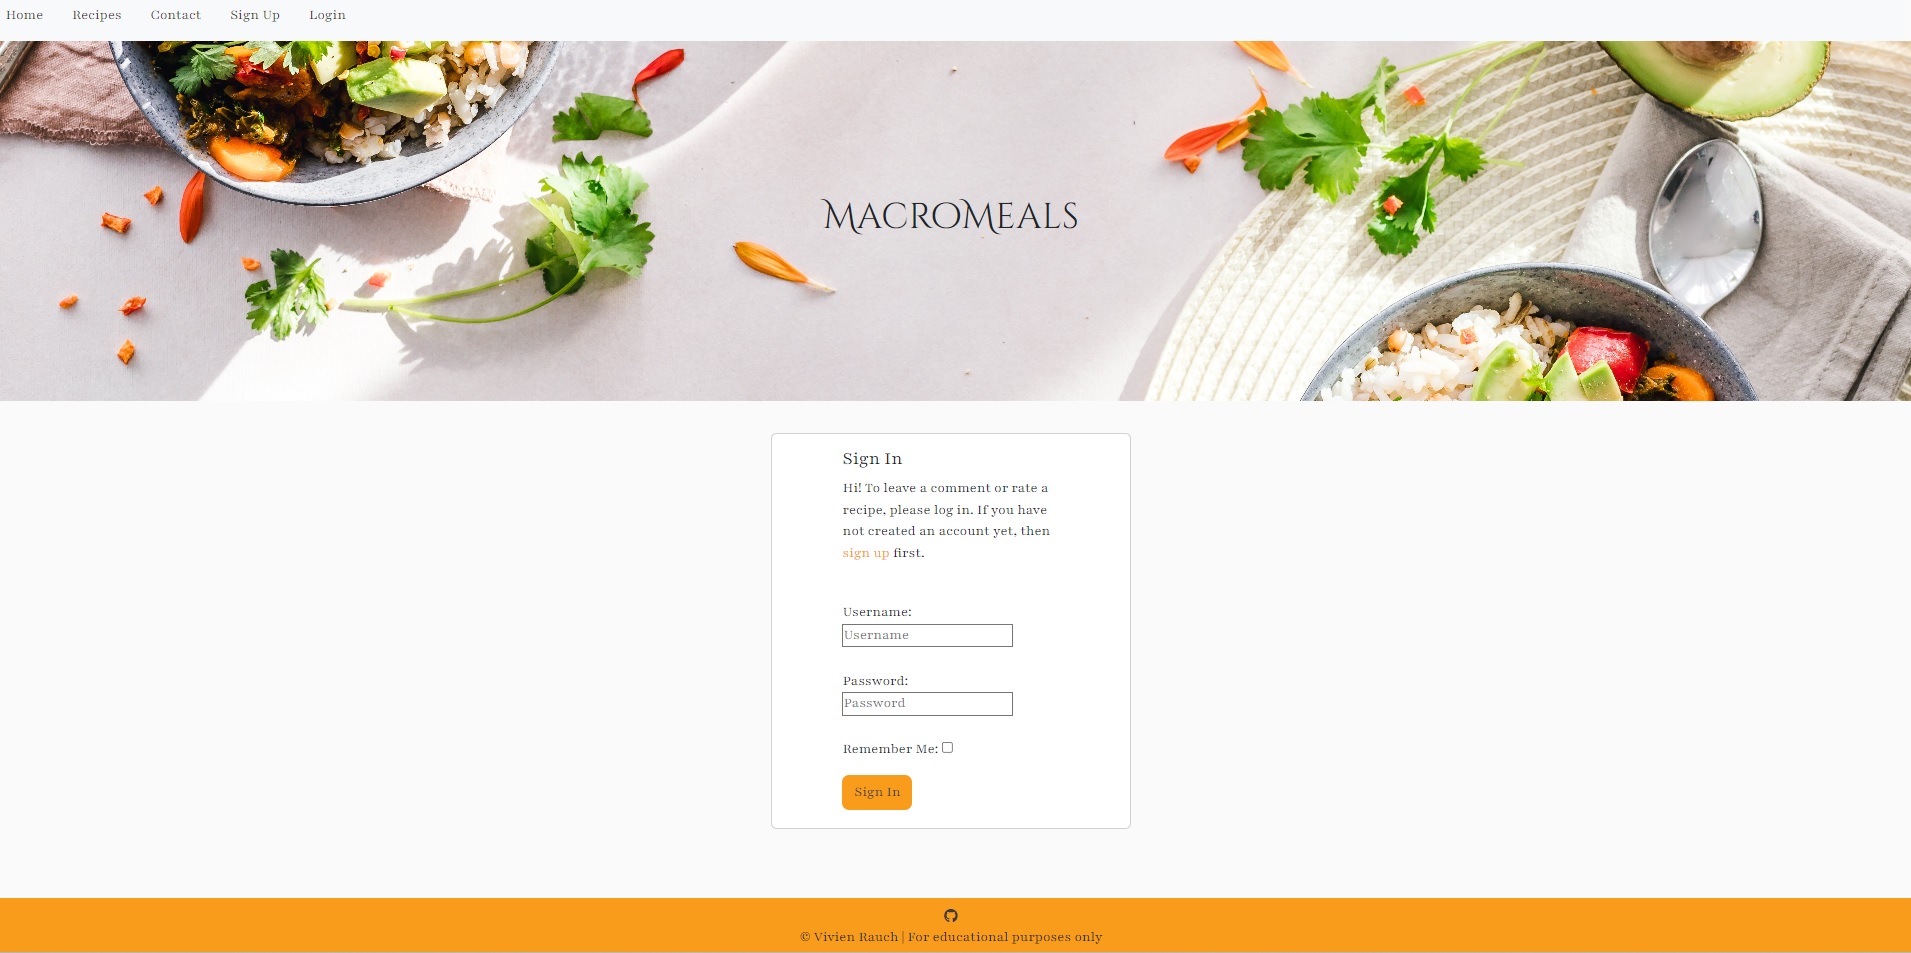 Home Recipes Contact Sign Up Login
MacroMeals
Sign In
Hi! To leave a comment or rate a
recipe, please log in. If you have
not created an account yet, then
sign up first.
Username:
Username
Password:
Password
Remember Me:
Sign In
© Vivien Rauch | For educational purposes only